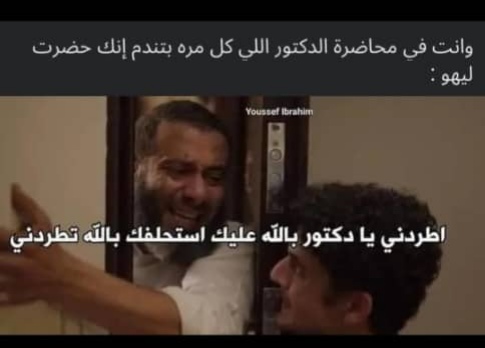 وانت في محاضرة الدكتور اللي كل مره بتندم إنك حضرت
ليهو :
Youssef Ibrahim
اطردني يا دكتور بالله عليك استحلفك بالله تطردني